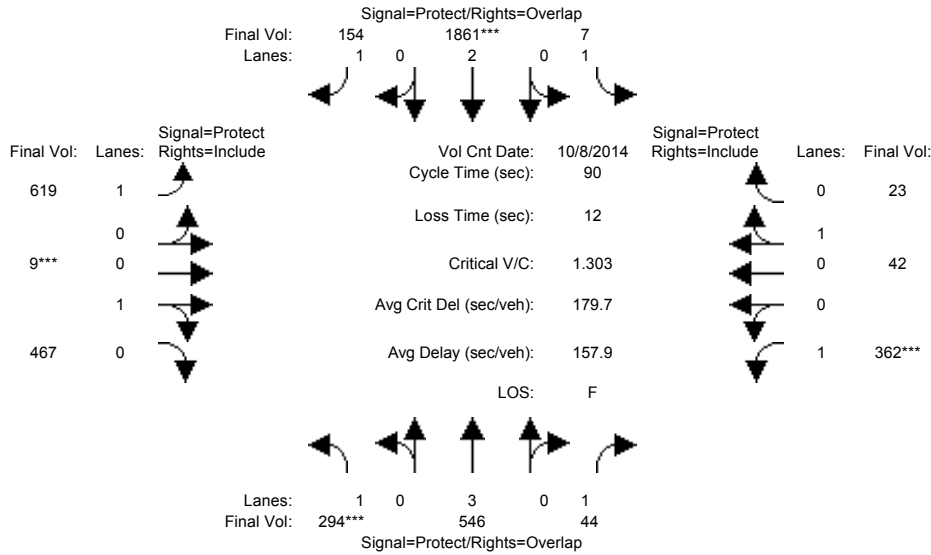 Signal=Protect/Rights=Overlap
Final Vol: 154 1861*** 7
Lanes: 1 0 2 0 1
Signal=Protect Signal=Protect
Final Vol: Lanes: Rights=Include Vol Cnt Date: 10/8/2014 Rights=Include Lanes: Final Vol:
Cycle Time (sec): 90
619 1 0 23
Loss Time (sec): 12
0 1
9*** 0 Critical V/C: 1.303 0 42
1 Avg Crit Del (sec/veh): 179.7 0
467 0 Avg Delay (sec/veh): 157.9 1 362***
LOS: F
Lanes: 1 0 3 0 1
Final Vol: 294*** 546 44
Signal=Protect/Rights=Overlap